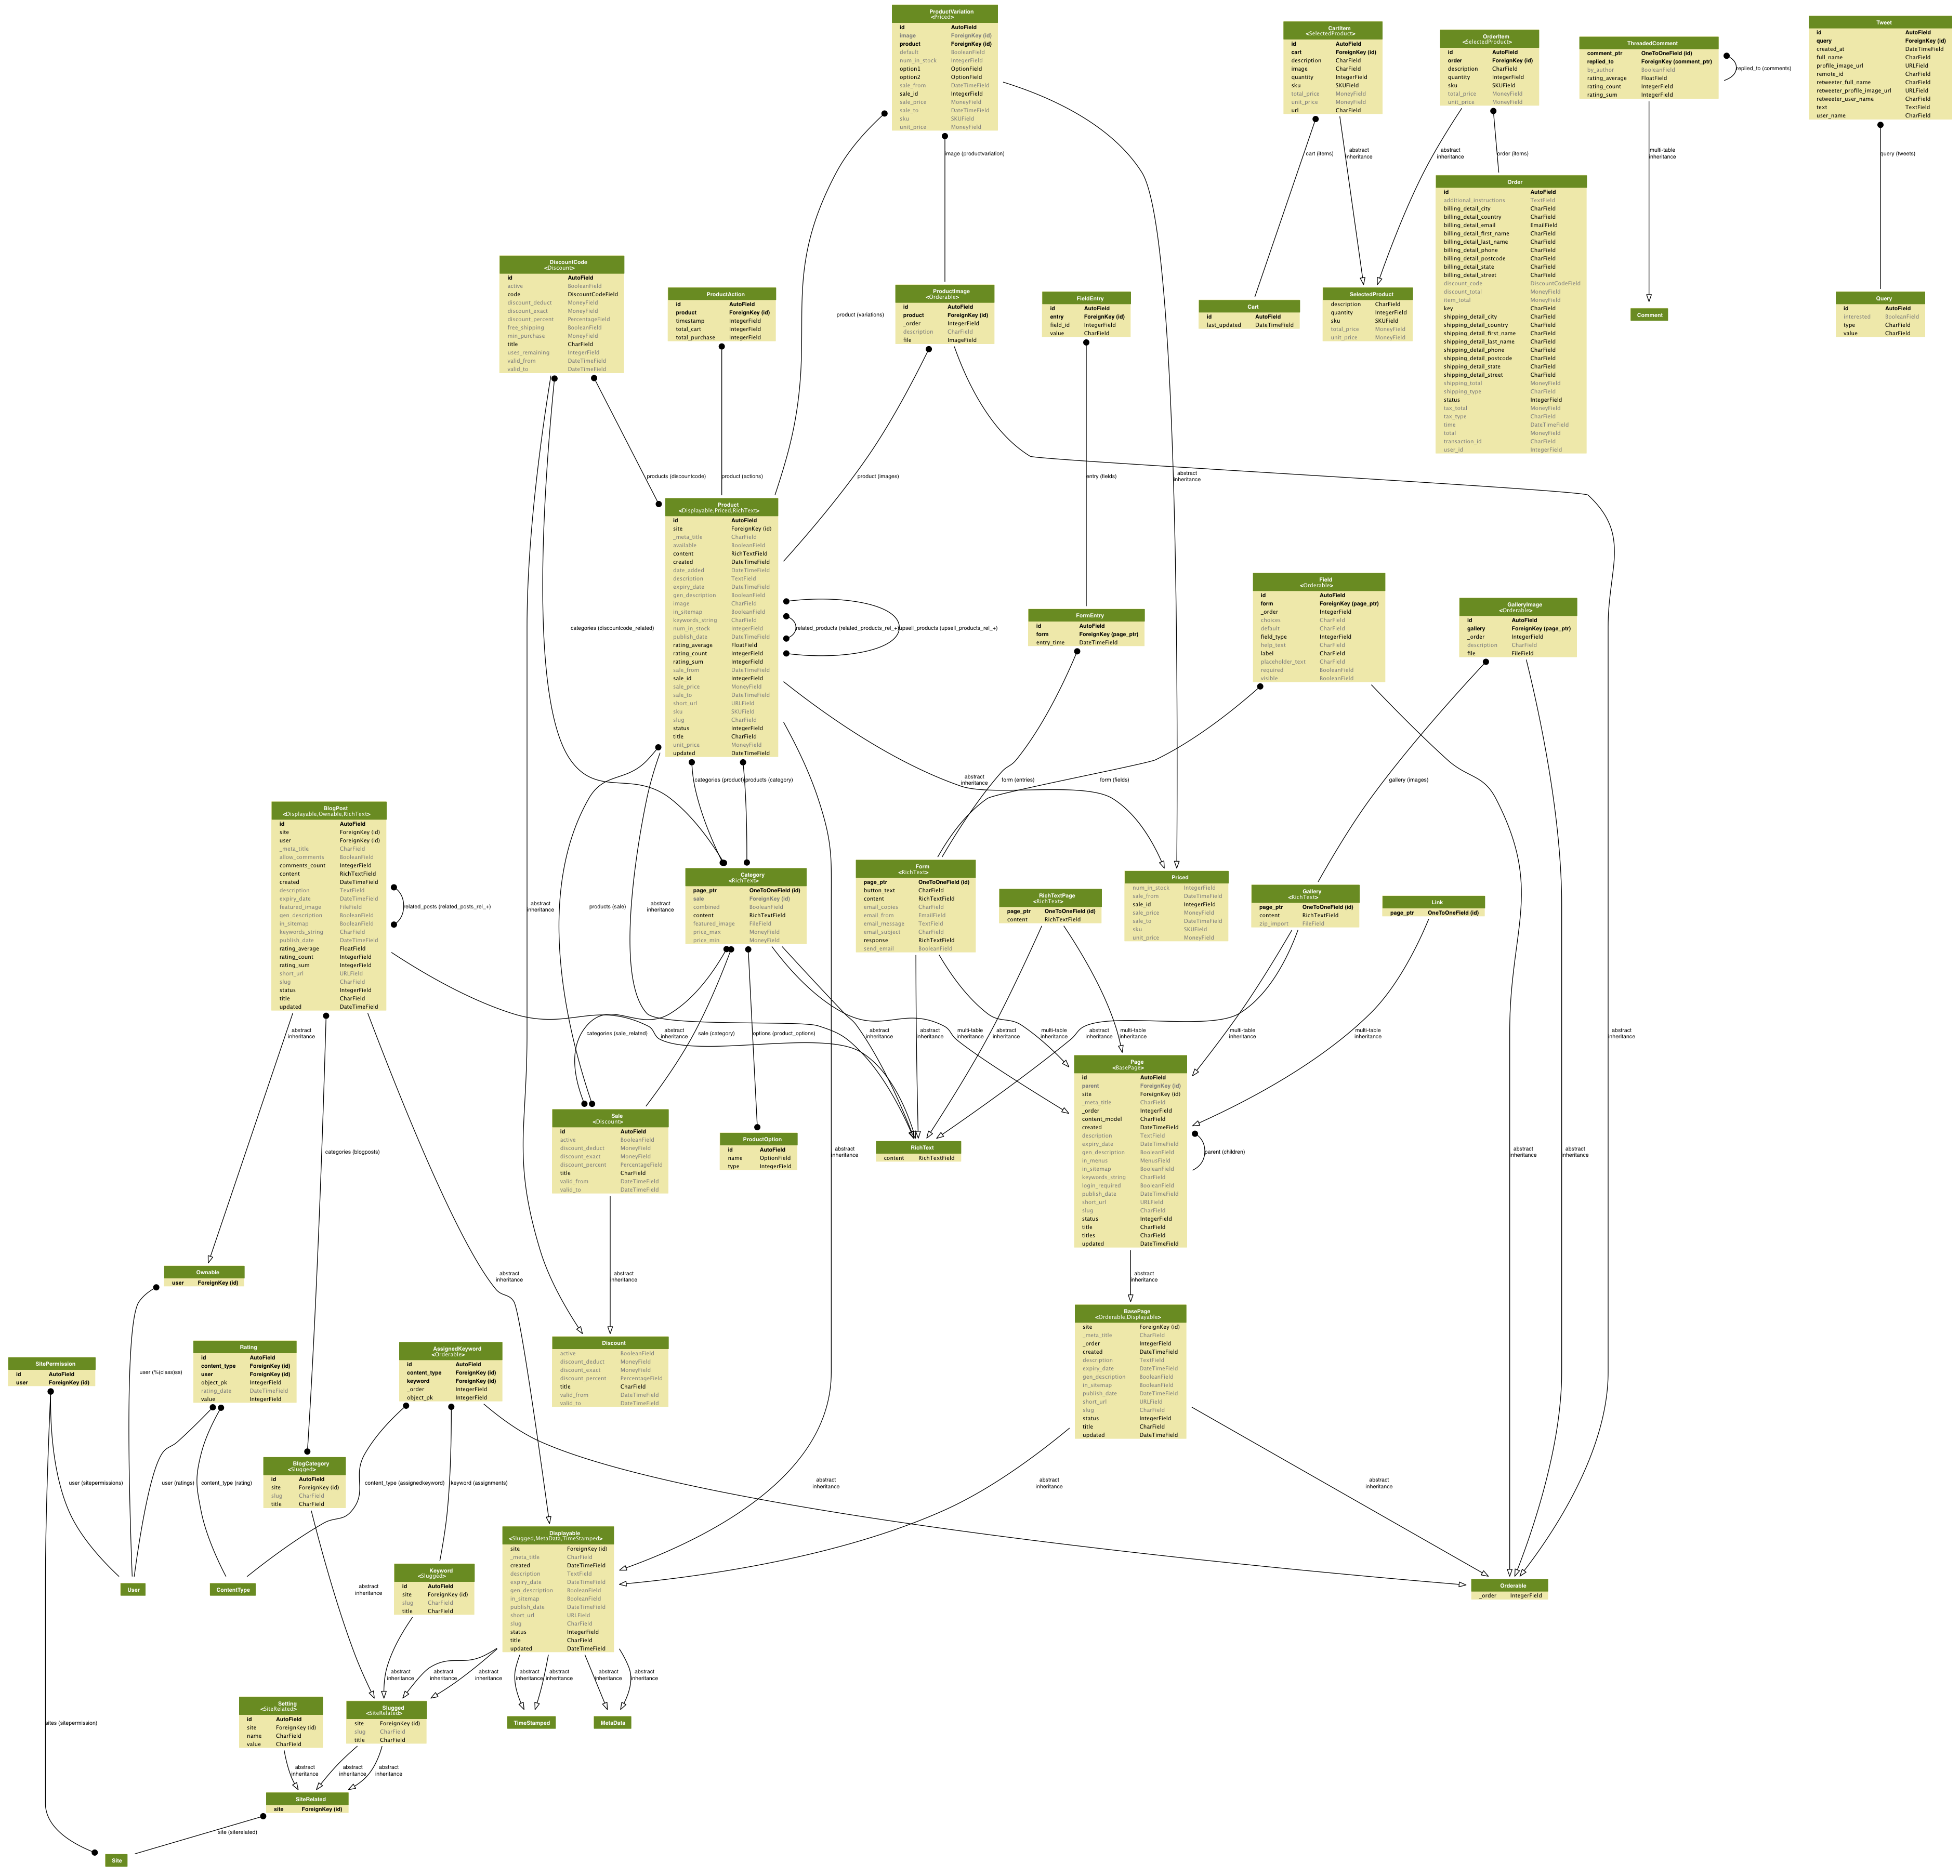 ProductVariation
<Priced>
id AutoField
image ForeignKey (id)
product ForeignKey (id)
default BooleanField
num_in_stock IntegerField
option1 OptionField
option2 OptionField
sale_from DateTimeField
sale_id IntegerField
sale_price MoneyField
sale_to DateTimeField
sku SKUField
unit_price MoneyField
CartItem
<SelectedProduct>
id AutoField
cart ForeignKey (id)
description CharField
image CharField
quantity IntegerField
sku SKUField
total_price MoneyField
unit_price MoneyField
url CharField
OrderItem
<SelectedProduct>
id AutoField
order ForeignKey (id)
description CharField
quantity IntegerField
sku SKUField
total_price MoneyField
unit_price MoneyField
ThreadedComment
comment_ptr OneToOneField (id)
replied_to ForeignKey (comment_ptr)
by_author BooleanField
rating_average FloatField
rating_count IntegerField
rating_sum IntegerField
replied_to (comments)
Tweet
id AutoField
query ForeignKey (id)
created_at DateTimeField
full_name CharField
profile_image_url URLField
remote_id CharField
retweeter_full_name CharField
retweeter_profile_image_url URLField
retweeter_user_name CharField
text TextField
user_name CharField
image (productvariation)
cart (items)
abstract
inheritance
abstract
inheritance
order (items)
multi-table
inheritance
query (tweets)
Order
id AutoField
additional_instructions TextField
billing_detail_city CharField
billing_detail_country CharField
billing_detail_email EmailField
billing_detail_first_name CharField
billing_detail_last_name CharField
billing_detail_phone CharField
billing_detail_postcode CharField
billing_detail_state CharField
billing_detail_street CharField
discount_code DiscountCodeField
discount_total MoneyField
item_total MoneyField
key CharField
shipping_detail_city CharField
shipping_detail_country CharField
shipping_detail_first_name CharField
shipping_detail_last_name CharField
shipping_detail_phone CharField
shipping_detail_postcode CharField
shipping_detail_state CharField
shipping_detail_street CharField
shipping_total MoneyField
shipping_type CharField
status IntegerField
tax_total MoneyField
tax_type CharField
time DateTimeField
total MoneyField
transaction_id CharField
user_id IntegerField
DiscountCode
<Discount>
id AutoField
active BooleanField
code DiscountCodeField
discount_deduct MoneyField
discount_exact MoneyField
discount_percent PercentageField
free_shipping BooleanField
min_purchase MoneyField
title CharField
uses_remaining IntegerField
valid_from DateTimeField
valid_to DateTimeField
ProductAction
id AutoField
product ForeignKey (id)
timestamp IntegerField
total_cart IntegerField
total_purchase IntegerField
product (variations)
ProductImage
<Orderable>
id AutoField
product ForeignKey (id)
_order IntegerField
description CharField
file ImageField
FieldEntry
id AutoField
entry ForeignKey (id)
field_id IntegerField
value CharField
Cart
id AutoField
last_updated DateTimeField
SelectedProduct
description CharField
quantity IntegerField
sku SKUField
total_price MoneyField
unit_price MoneyField
Comment
Query
id AutoField
interested BooleanField
type CharField
value CharField
products (discountcode)
product (actions)
product (images)
entry (fields)
abstract
inheritance
Product
<Displayable,Priced,RichText>
id AutoField
site ForeignKey (id)
_meta_title CharField
available BooleanField
content RichTextField
created DateTimeField
date_added DateTimeField
description TextField
expiry_date DateTimeField
gen_description BooleanField
image CharField
in_sitemap BooleanField
keywords_string CharField
num_in_stock IntegerField
publish_date DateTimeField
rating_average FloatField
rating_count IntegerField
rating_sum IntegerField
sale_from DateTimeField
sale_id IntegerField
sale_price MoneyField
sale_to DateTimeField
short_url URLField
sku SKUField
slug CharField
status IntegerField
title CharField
unit_price MoneyField
updated DateTimeField
categories (discountcode_related)
related_products (related_products_rel_+)
upsell_products (upsell_products_rel_+)
FormEntry
id AutoField
form ForeignKey (page_ptr)
entry_time DateTimeField
Field
<Orderable>
id AutoField
form ForeignKey (page_ptr)
_order IntegerField
choices CharField
default CharField
field_type IntegerField
help_text CharField
label CharField
placeholder_text CharField
required BooleanField
visible BooleanField
GalleryImage
<Orderable>
id AutoField
gallery ForeignKey (page_ptr)
_order IntegerField
description CharField
file FileField
categories (product)
products (category)
abstract
inheritance
form (entries)
form (fields)
gallery (images)
BlogPost
<Displayable,Ownable,RichText>
id AutoField
site ForeignKey (id)
user ForeignKey (id)
_meta_title CharField
allow_comments BooleanField
comments_count IntegerField
content RichTextField
created DateTimeField
description TextField
expiry_date DateTimeField
featured_image FileField
gen_description BooleanField
in_sitemap BooleanField
keywords_string CharField
publish_date DateTimeField
rating_average FloatField
rating_count IntegerField
rating_sum IntegerField
short_url URLField
slug CharField
status IntegerField
title CharField
updated DateTimeField
related_posts (related_posts_rel_+)
abstract
inheritance
products (sale)
abstract
inheritance
Category
<RichText>
page_ptr OneToOneField (id)
sale ForeignKey (id)
combined BooleanField
content RichTextField
featured_image FileField
price_max MoneyField
price_min MoneyField
Form
<RichText>
page_ptr OneToOneField (id)
button_text CharField
content RichTextField
email_copies CharField
email_from EmailField
email_message TextField
email_subject CharField
response RichTextField
send_email BooleanField
RichTextPage
<RichText>
page_ptr OneToOneField (id)
content RichTextField
Priced
num_in_stock IntegerField
sale_from DateTimeField
sale_id IntegerField
sale_price MoneyField
sale_to DateTimeField
sku SKUField
unit_price MoneyField
Gallery
<RichText>
page_ptr OneToOneField (id)
content RichTextField
zip_import FileField
Link
page_ptr OneToOneField (id)
abstract
inheritance
categories (sale_related)
abstract
inheritance
sale (category)
options (product_options)
abstract
inheritance
abstract
inheritance
multi-table
inheritance
abstract
inheritance
multi-table
inheritance
multi-table
inheritance
abstract
inheritance
multi-table
inheritance
multi-table
inheritance
abstract
inheritance
Page
<BasePage>
id AutoField
parent ForeignKey (id)
site ForeignKey (id)
_meta_title CharField
_order IntegerField
content_model CharField
created DateTimeField
description TextField
expiry_date DateTimeField
gen_description BooleanField
in_menus MenusField
in_sitemap BooleanField
keywords_string CharField
login_required BooleanField
publish_date DateTimeField
short_url URLField
slug CharField
status IntegerField
title CharField
titles CharField
updated DateTimeField
parent (children)
Sale
<Discount>
id AutoField
active BooleanField
discount_deduct MoneyField
discount_exact MoneyField
discount_percent PercentageField
title CharField
valid_from DateTimeField
valid_to DateTimeField
ProductOption
id AutoField
name OptionField
type IntegerField
RichText
content RichTextField
categories (blogposts)
abstract
inheritance
abstract
inheritance
abstract
inheritance
Ownable
user ForeignKey (id)
abstract
inheritance
abstract
inheritance
abstract
inheritance
BasePage
<Orderable,Displayable>
site ForeignKey (id)
_meta_title CharField
_order IntegerField
created DateTimeField
description TextField
expiry_date DateTimeField
gen_description BooleanField
in_sitemap BooleanField
publish_date DateTimeField
short_url URLField
slug CharField
status IntegerField
title CharField
updated DateTimeField
SitePermission
id AutoField
user ForeignKey (id)
user (%(class)ss)
Rating
id AutoField
content_type ForeignKey (id)
user ForeignKey (id)
object_pk IntegerField
rating_date DateTimeField
value IntegerField
AssignedKeyword
<Orderable>
id AutoField
content_type ForeignKey (id)
keyword ForeignKey (id)
_order IntegerField
object_pk IntegerField
Discount
active BooleanField
discount_deduct MoneyField
discount_exact MoneyField
discount_percent PercentageField
title CharField
valid_from DateTimeField
valid_to DateTimeField
user (sitepermissions)
user (ratings)
content_type (rating)
BlogCategory
<Slugged>
id AutoField
site ForeignKey (id)
slug CharField
title CharField
content_type (assignedkeyword)
keyword (assignments)
abstract
inheritance
abstract
inheritance
abstract
inheritance
Displayable
<Slugged,MetaData,TimeStamped>
site ForeignKey (id)
_meta_title CharField
created DateTimeField
description TextField
expiry_date DateTimeField
gen_description BooleanField
in_sitemap BooleanField
publish_date DateTimeField
short_url URLField
slug CharField
status IntegerField
title CharField
updated DateTimeField
User
ContentType
abstract
inheritance
Keyword
<Slugged>
id AutoField
site ForeignKey (id)
slug CharField
title CharField
Orderable
_order IntegerField
abstract
inheritance
abstract
inheritance
abstract
inheritance
abstract
inheritance
abstract
inheritance
abstract
inheritance
abstract
inheritance
sites (sitepermission)
Setting
<SiteRelated>
id AutoField
site ForeignKey (id)
name CharField
value CharField
Slugged
<SiteRelated>
site ForeignKey (id)
slug CharField
title CharField
TimeStamped
MetaData
abstract
inheritance
abstract
inheritance
abstract
inheritance
SiteRelated
site ForeignKey (id)
site (siterelated)
Site